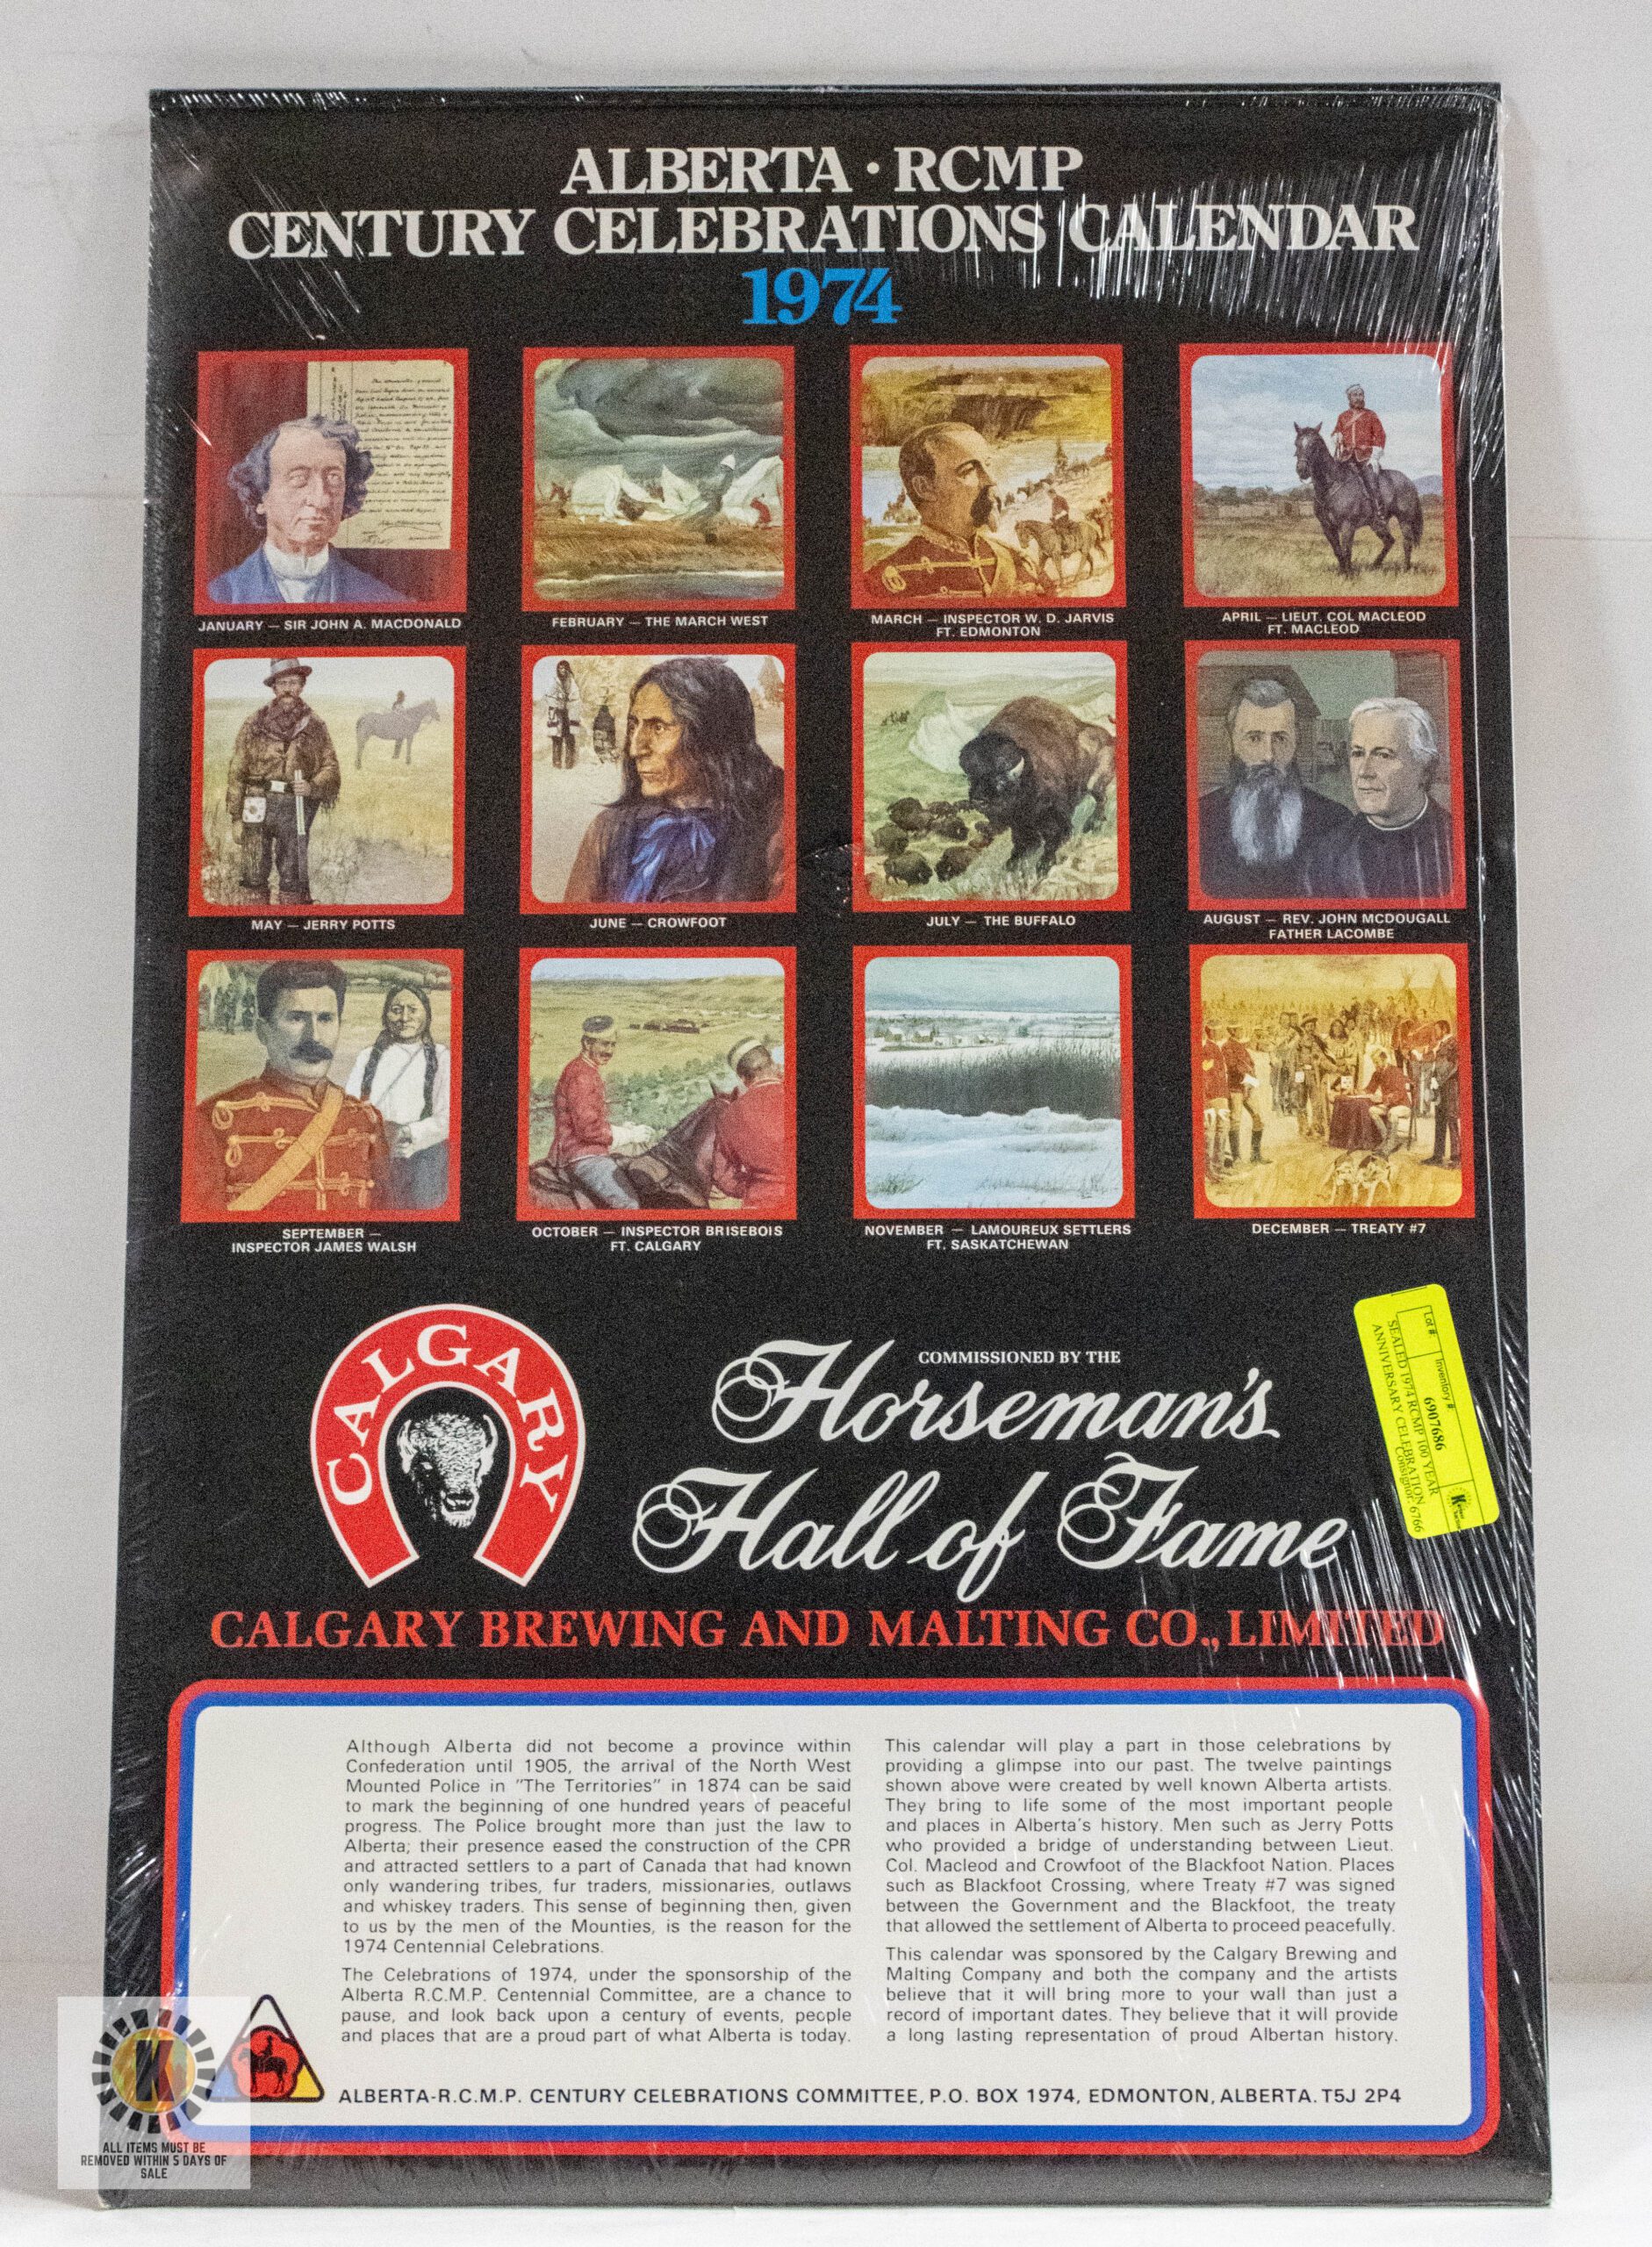 ALBERTA · RCMP
CENTURY CELEBRATIONS CALENDAR
1974
JANUARY — SIR JOHN A. MACDONALD
FEBRUARY — THE MARCH WEST
MARCH — INSPECTOR W. D. JARVIS
FT. EDMONTON
APRIL — LIEUT. COL MACLEOD
FT. MACLEOD
MAY — JERRY POTTS
JUNE — CROWFOOT
JULY — THE BUFFALO
AUGUST — REV. JOHN MCDOUGALL
FATHER LACOMBE
SEPTEMBER —
INSPECTOR JAMES WALSH
OCTOBER — INSPECTOR BRISEBOIS
FT. CALGARY
NOVEMBER — LAMOUREUX SETTLERS
FT. SASKATCHEWAN
DECEMBER — TREATY #7
CALGARY
COMMISSIONED BY THE
Horseman's
Hall of Fame
Lot #:
Inventory #:
6907686
SEALED 1974 RCMP 100 YEAR
ANNIVERSARY CELEBRATION
Consignor: 6766
CALGARY BREWING AND MALTING CO., LIMITED
Although Alberta did not become a province within
Confederation until 1905, the arrival of the North West
Mounted Police in "The Territories" in 1874 can be said
to mark the beginning of one hundred years of peaceful
progress. The Police brought more than just the law to
Alberta; their presence eased the construction of the CPR
and attracted settlers to a part of Canada that had known
only wandering tribes, fur traders, missionaries, outlaws
and whiskey traders. This sense of beginning then, given
to us by the men of the Mounties, is the reason for the
1974 Centennial Celebrations.
The Celebrations of 1974, under the sponsorship of the
Alberta R.C.M.P. Centennial Committee, are a chance to
pause, and look back upon a century of events, people
and places that are a proud part of what Alberta is today.
This calendar will play a part in those celebrations by
providing a glimpse into our past. The twelve paintings
shown above were created by well known Alberta artists.
They bring to life some of the most important people
and places in Alberta's history. Men such as Jerry Potts
who provided a bridge of understanding between Lieut.
Col. Macleod and Crowfoot of the Blackfoot Nation. Places
such as Blackfoot Crossing, where Treaty #7 was signed
between the Government and the Blackfoot, the treaty
that allowed the settlement of Alberta to proceed peacefully.
This calendar was sponsored by the Calgary Brewing and
Malting Company and both the company and the artists
believe that it will bring more to your wall than just a
record of important dates. They believe that it will provide
a long lasting representation of proud Albertan history.
ALBERTA-R.C.M.P. CENTURY CELEBRATIONS COMMITTEE, P.O. BOX 1974, EDMONTON, ALBERTA. T5J 2P4
K
ALL ITEMS MUST BE
REMOVED WITHIN 5 DAYS OF
SALE